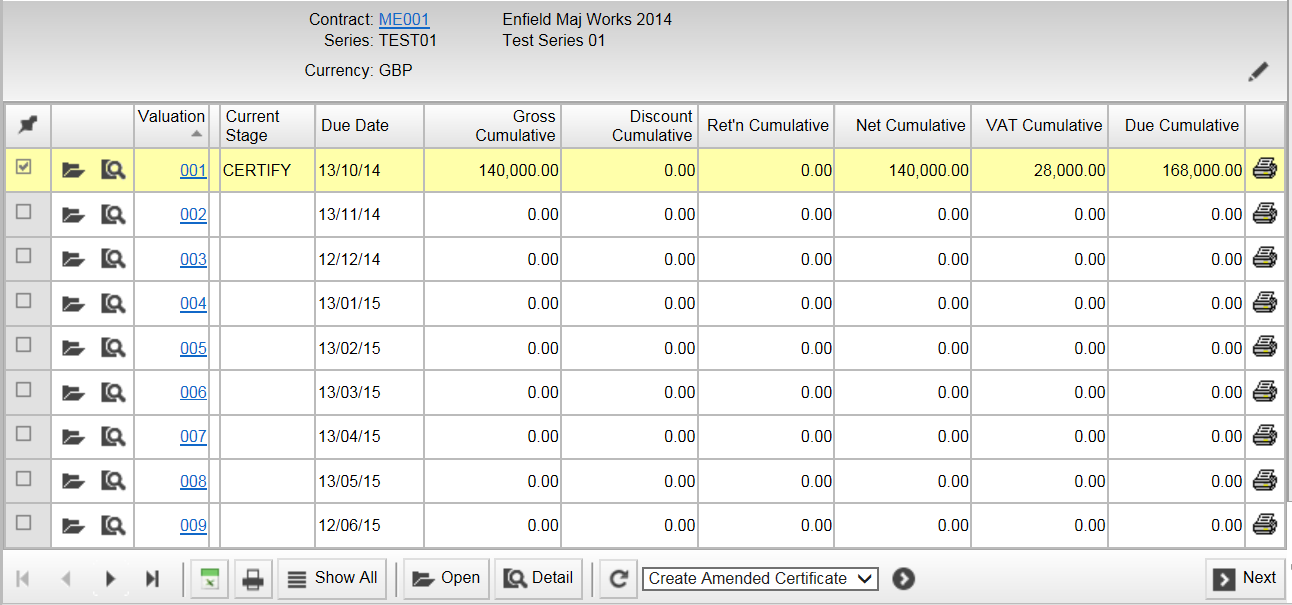 Contract: ME001 Enfield Maj Works 2014
Series: TEST01 Test Series 01
Currency: GBP
Valuation Current Stage Due Date Gross Cumulative Discount Cumulative Ret'n Cumulative Net Cumulative VAT Cumulative Due Cumulative
001 CERTIFY 13/10/14 140,000.00 0.00 0.00 140,000.00 28,000.00 168,000.00
002 13/11/14 0.00 0.00 0.00 0.00 0.00 0.00
003 12/12/14 0.00 0.00 0.00 0.00 0.00 0.00
004 13/01/15 0.00 0.00 0.00 0.00 0.00 0.00
005 13/02/15 0.00 0.00 0.00 0.00 0.00 0.00
006 13/03/15 0.00 0.00 0.00 0.00 0.00 0.00
007 13/04/15 0.00 0.00 0.00 0.00 0.00 0.00
008 13/05/15 0.00 0.00 0.00 0.00 0.00 0.00
009 12/06/15 0.00 0.00 0.00 0.00 0.00 0.00
Show All Open Detail Create Amended Certificate Next